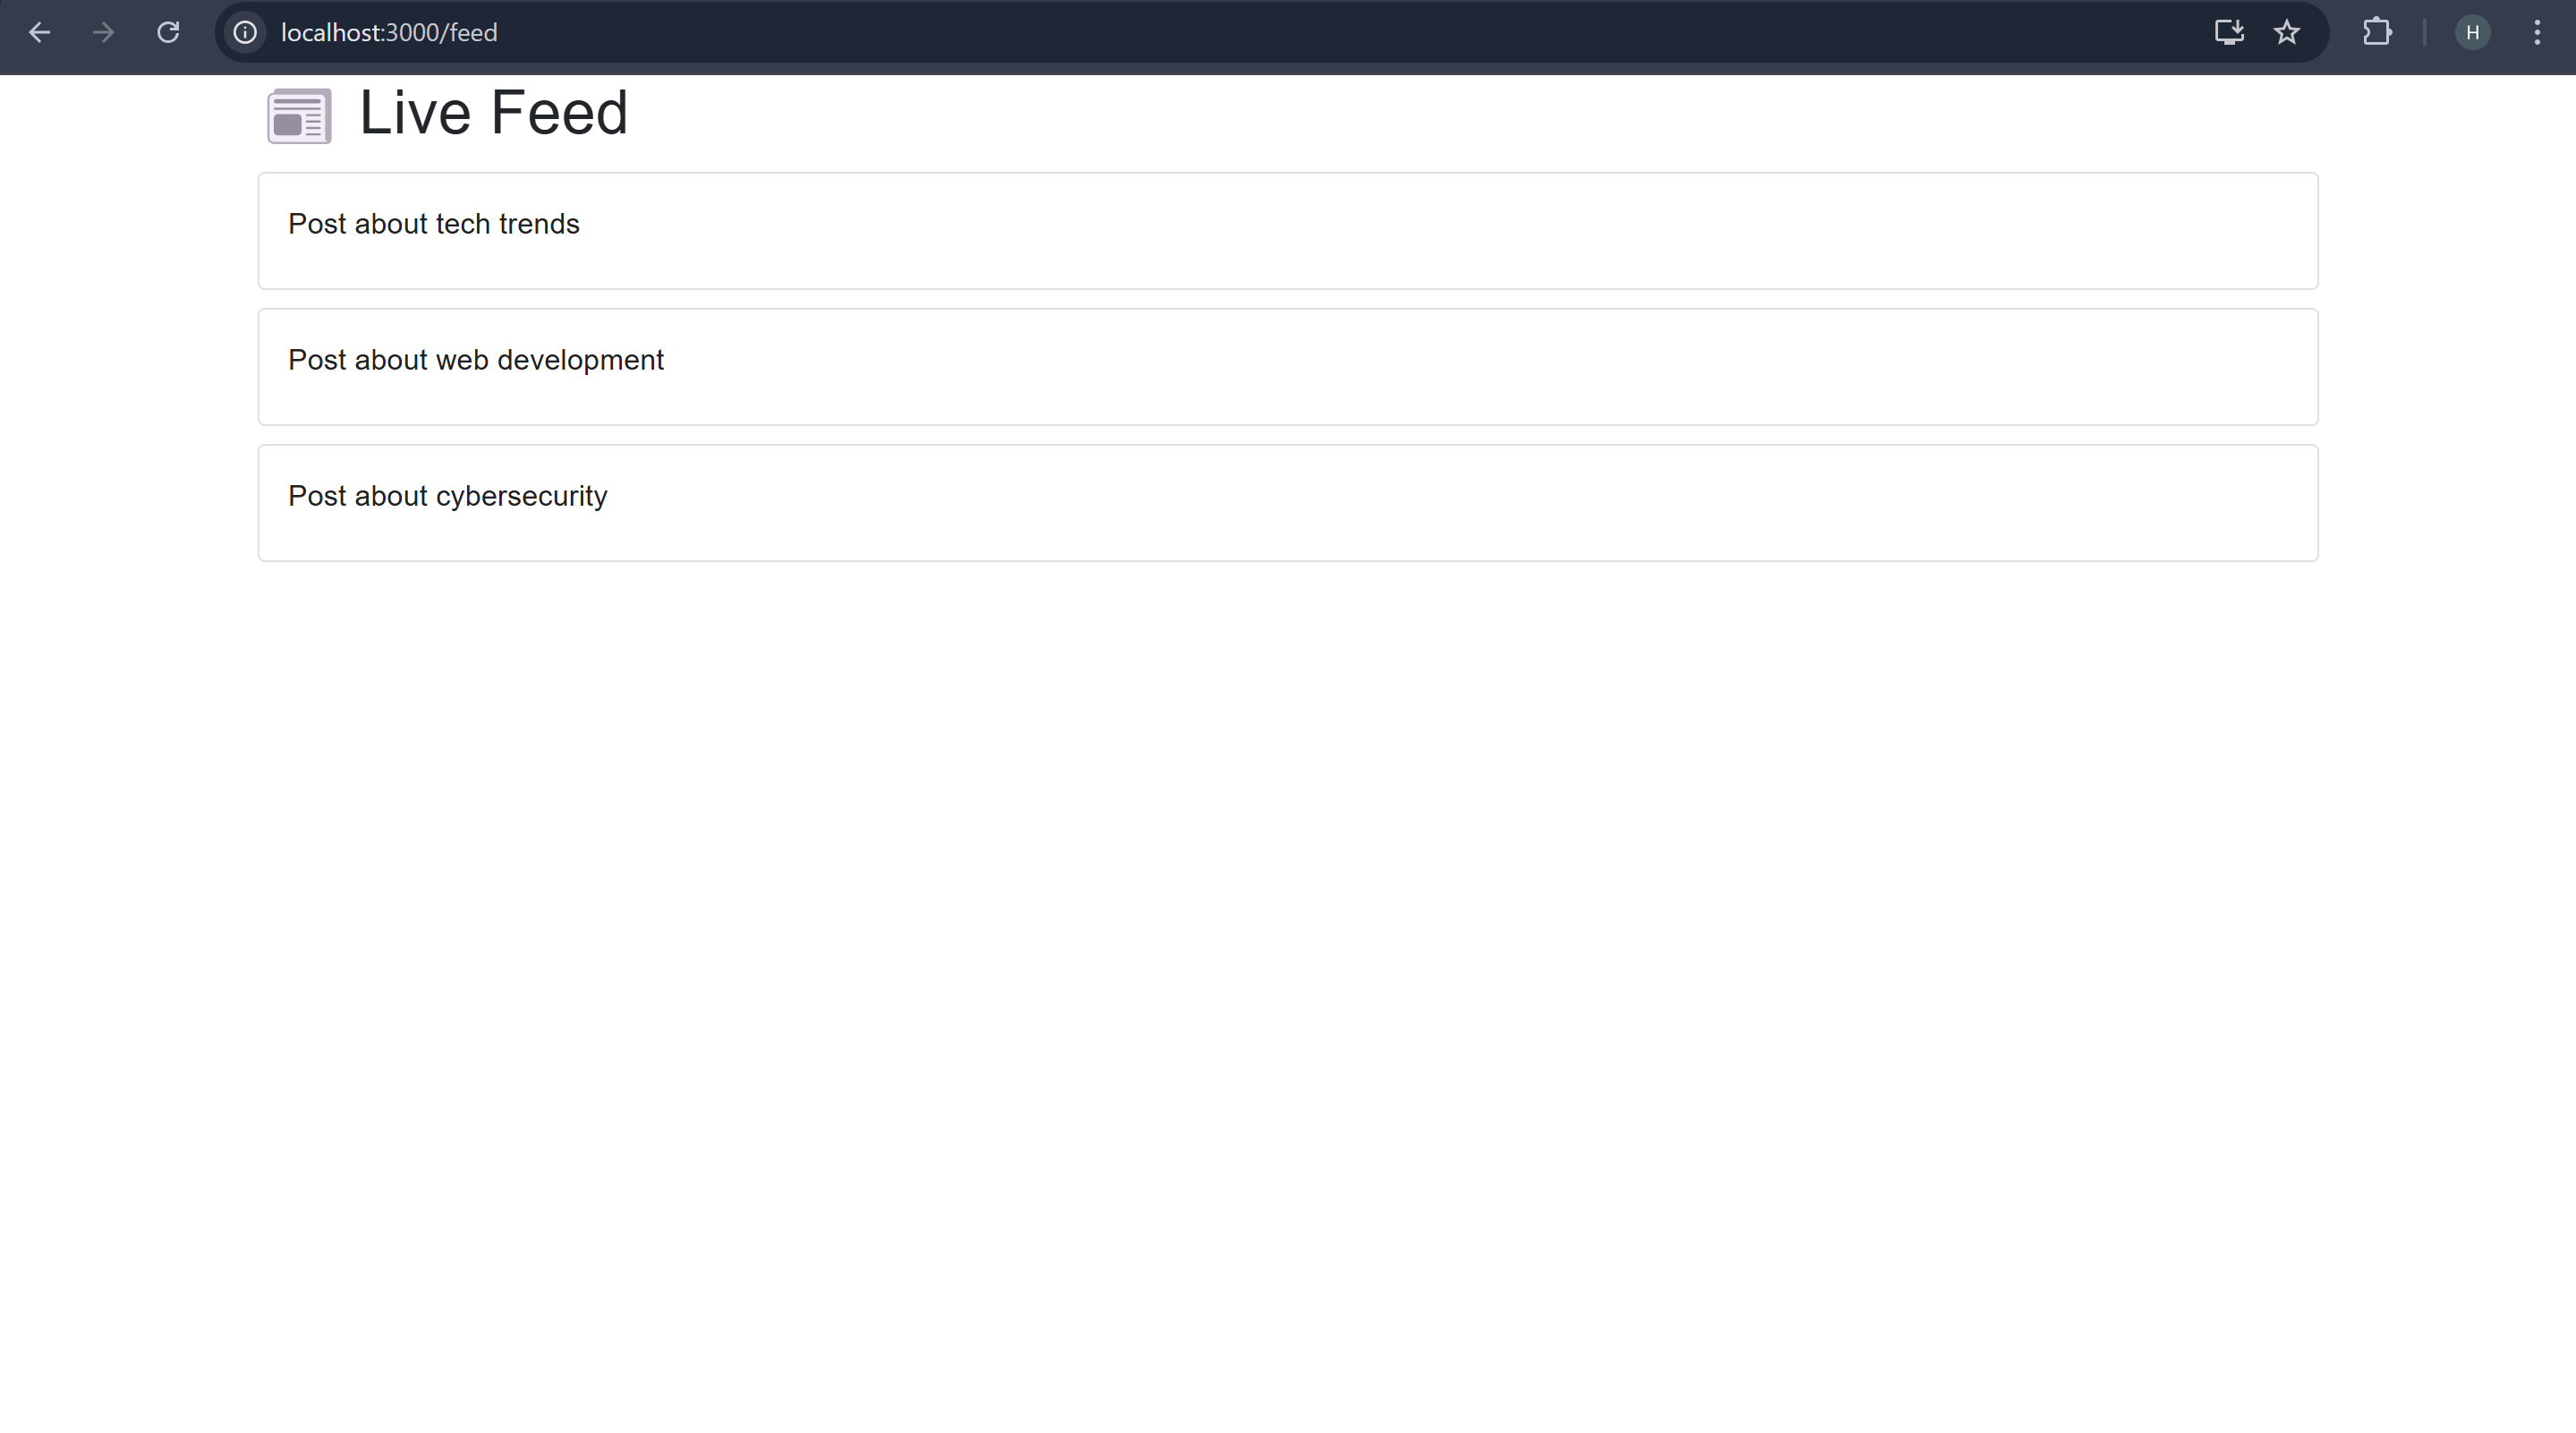 localhost:3000/feed
H
Live Feed
Post about tech trends
Post about web development
Post about cybersecurity